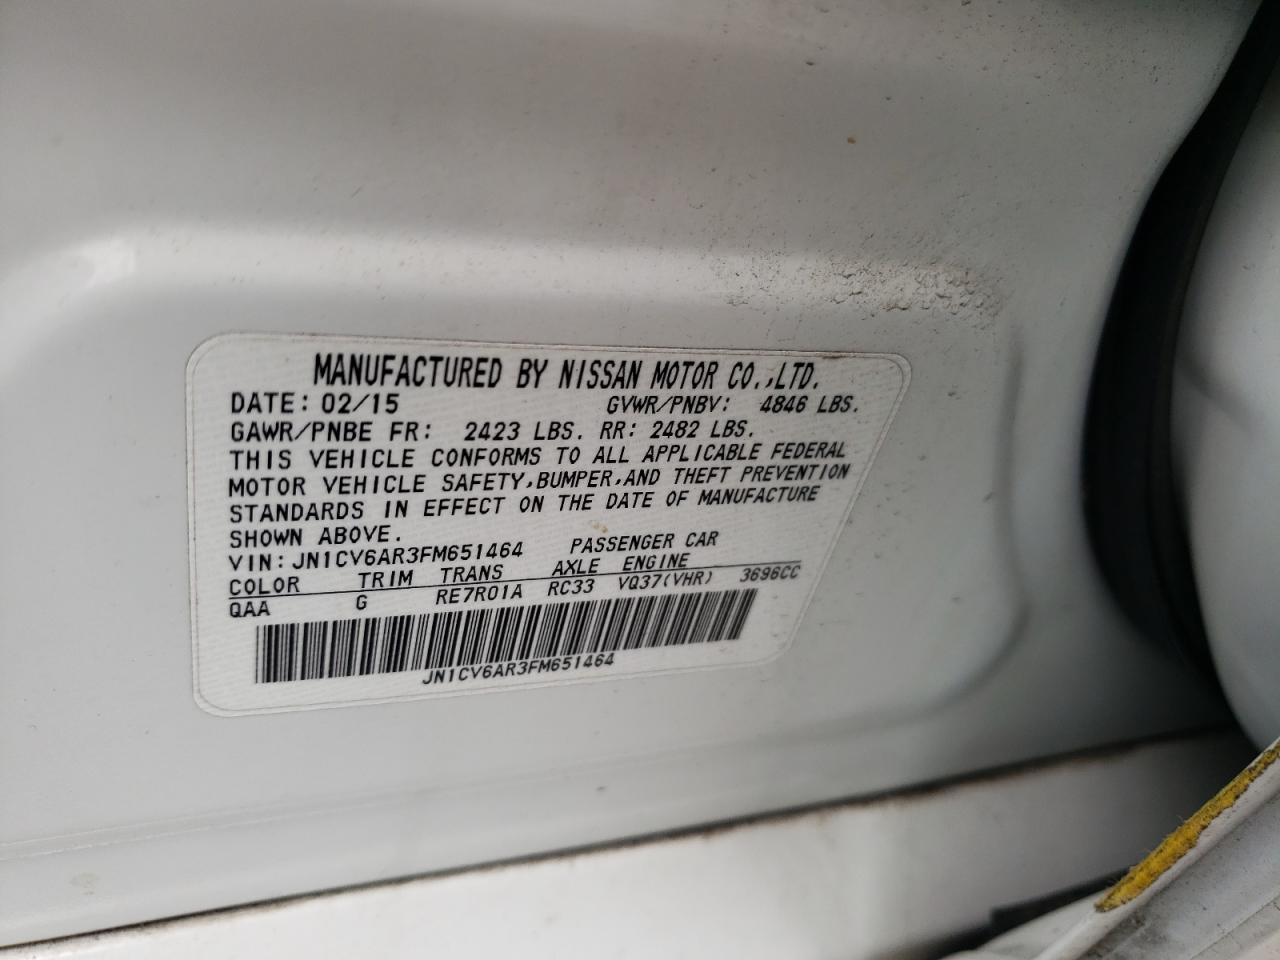 MANUFACTURED BY NISSAN MOTOR CO.,LTD.
DATE: 02/15 GVWR/PNBV: 4846 LBS.
GAWR/PNBE FR: 2423 LBS. RR: 2482 LBS.
THIS VEHICLE CONFORMS TO ALL APPLICABLE FEDERAL
MOTOR VEHICLE SAFETY,BUMPER,AND THEFT PREVENTION
STANDARDS IN EFFECT ON THE DATE OF MANUFACTURE
SHOWN ABOVE.
VIN:JN1CV6AR3FM651464 PASSENGER CAR
COLOR TRIM TRANS AXLE ENGINE
QAA G RE7R01A RC33 VQ37(VHR) 3696CC
JN1CV6AR3FM651464